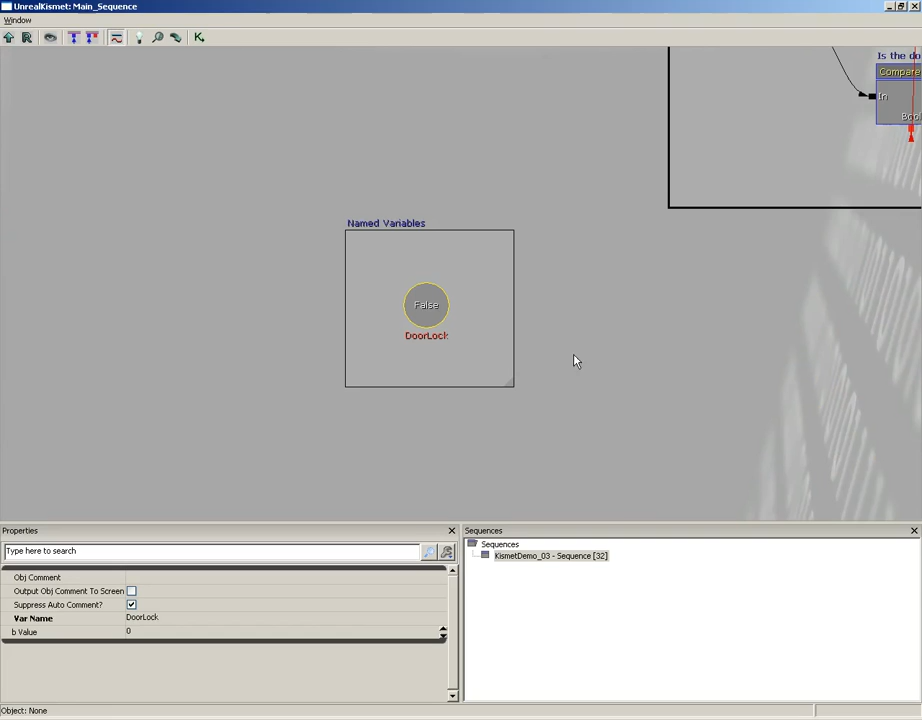 UnrealKismet: Main_Sequence
Window
Is the do
Compare
In
Bool
Named Variables
False
DoorLock
Properties
Type here to search
Obj Comment
Output Obj Comment To Screen
Suppress Auto Comment?
Var Name DoorLock
b Value 0
Sequences
Sequences
KismetDemo_03 - Sequence [32]
Object: None